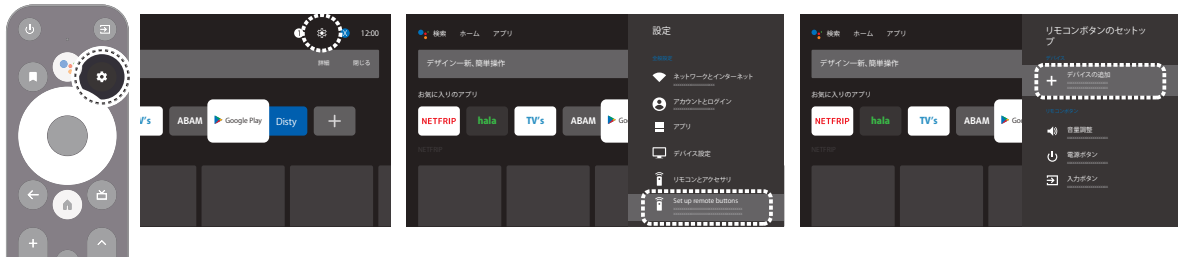 12:00
詳細 閉じる
V's
ABAM
Google Play
Disty
検索 ホーム アプリ
デザイン一新、簡単操作
お気に入りのアプリ
NETFRIP
hala
TV's
ABAM
Go
NETFRIP
設定
ネットワークとインターネット
アカウントとログイン
アプリ
デバイス設定
リモコンとアクセサリ
Set up remote buttons
検索 ホーム アプリ
デザイン一新、簡単操作
お気に入りのアプリ
NETFRIP
hala
TV's
ABAM
Go
NETFRIP
リモコンボタンのセットッ
プ
デバイス
デバイスの追加
音量調整
電源ボタン
入力ボタン